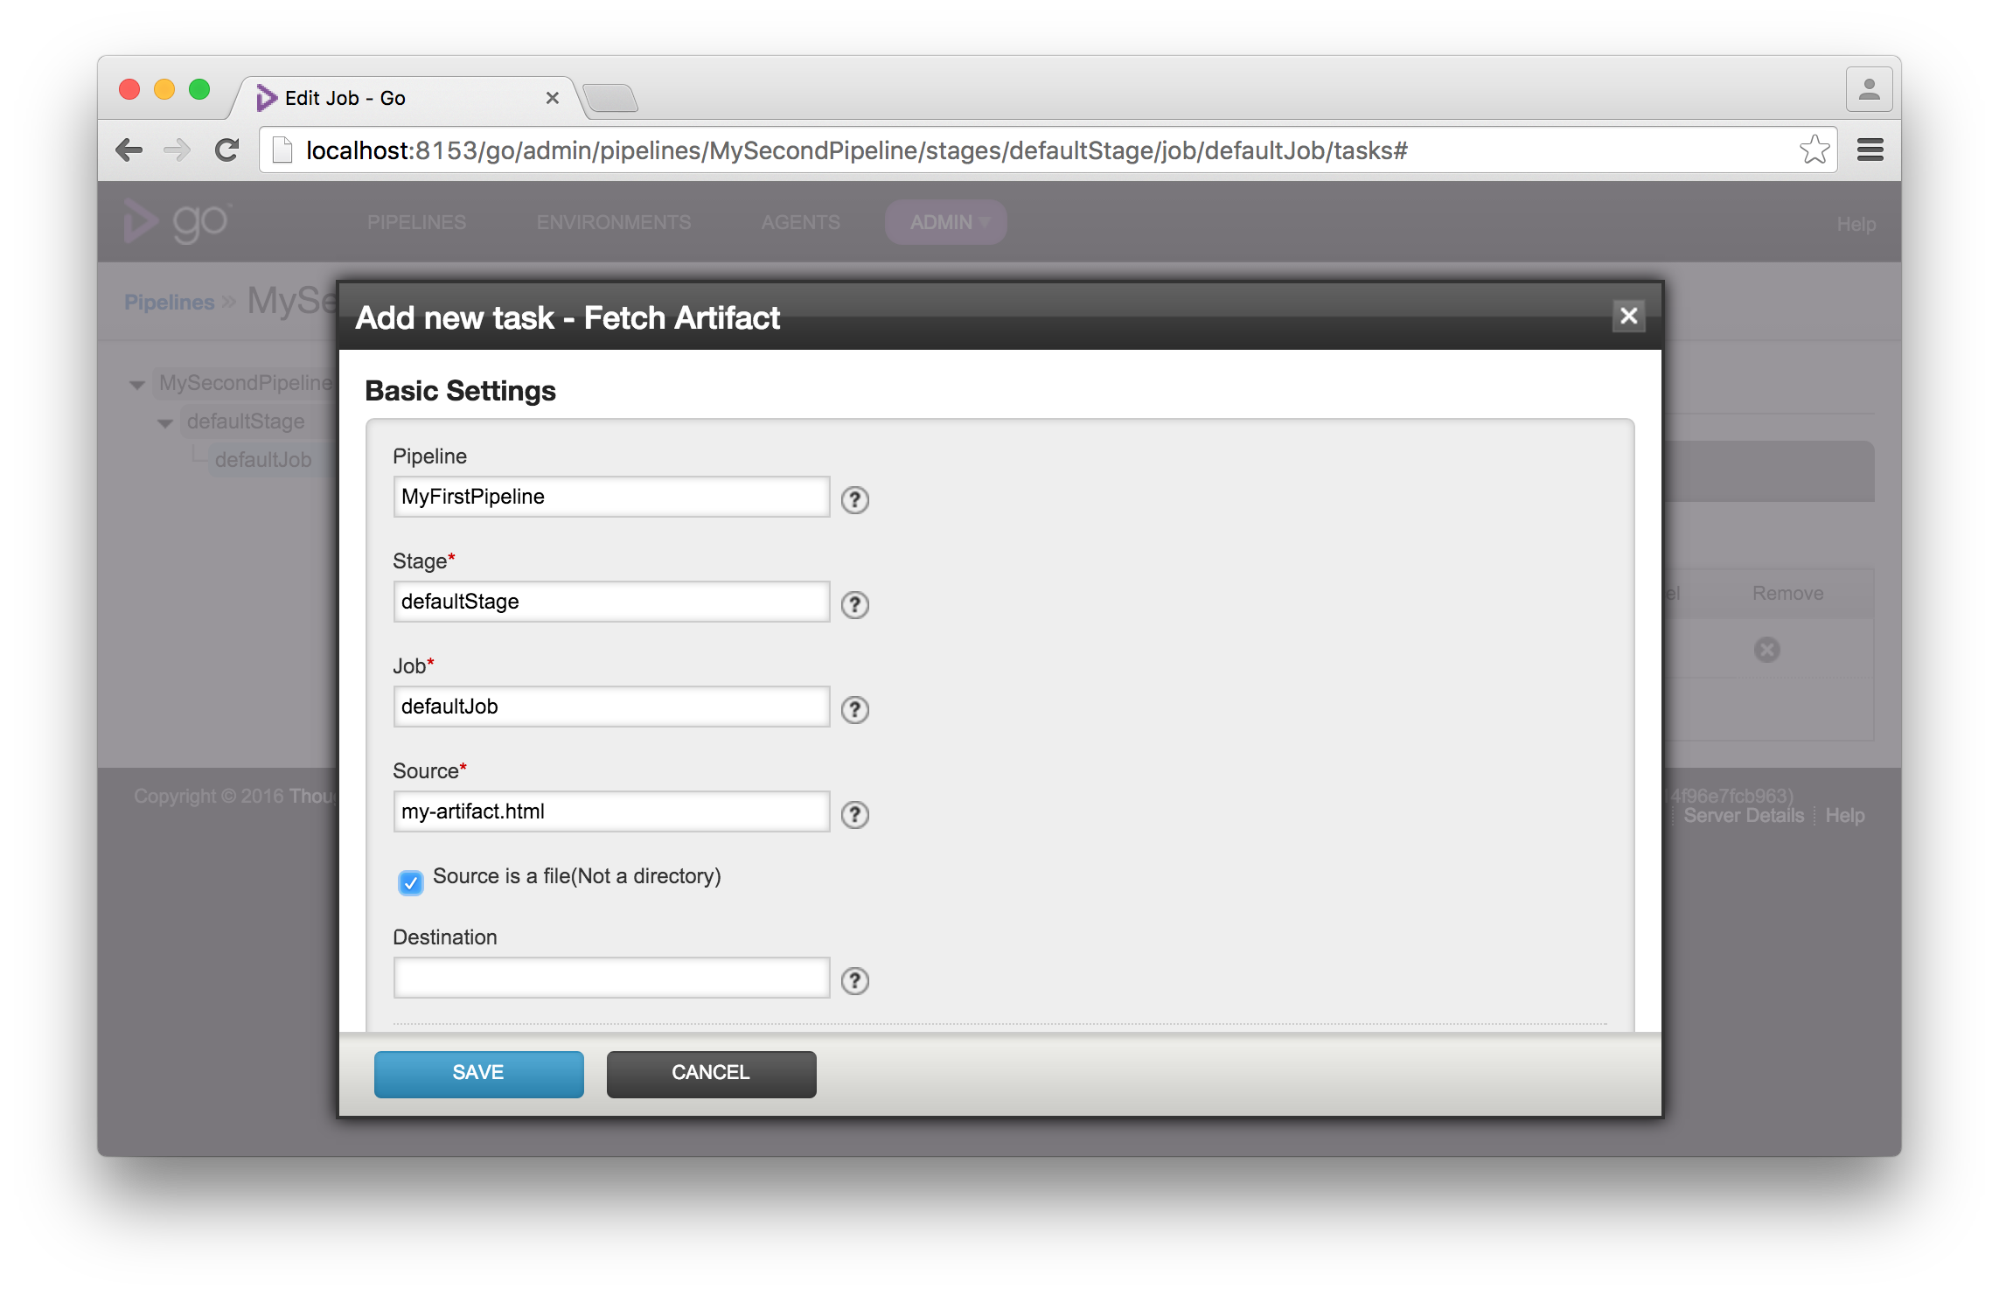 Edit Job - Go
localhost:8153/go/admin/pipelines/MySecondPipeline/stages/defaultStage/job/defaultJob/tasks#
go PIPELINES ENVIRONMENTS AGENTS ADMIN Help
Pipelines » MySe
Add new task - Fetch Artifact
Basic Settings
MySecondPipeline
defaultStage
defaultJob
Pipeline
MyFirstPipeline
?
Stage*
defaultStage
?
el Remove
Job*
defaultJob
?
Source*
my-artifact.html
?
Copyright © 2016 Thou
4f96e7fcb963)
Server Details Help
Source is a file(Not a directory)
Destination
?
SAVE CANCEL